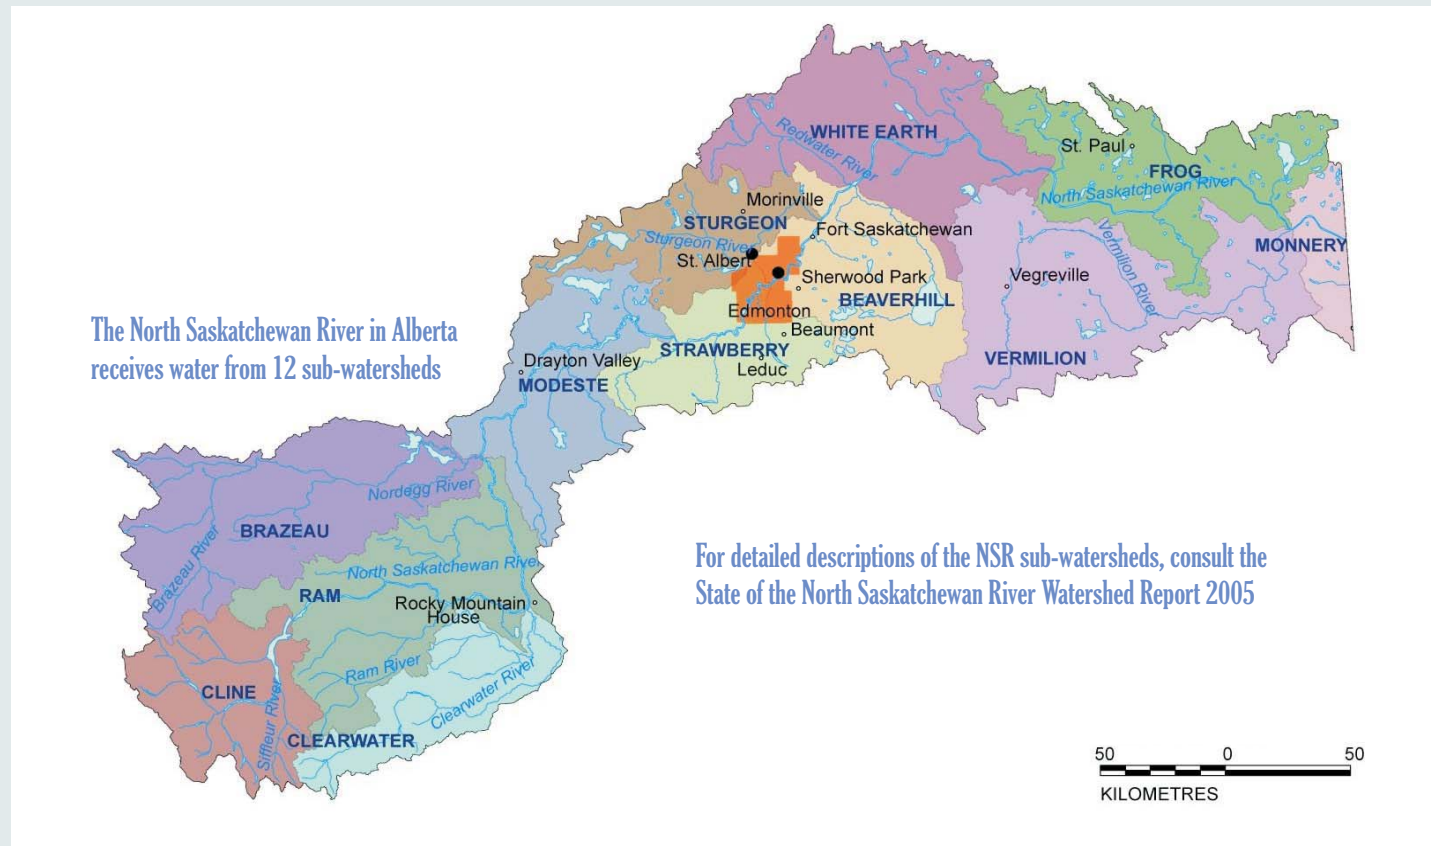 WHITE EARTH
Redwater River
St. Paul
FROG
North Saskatchewan River
Morinville
STURGEON
Sturgeon River
Fort Saskatchewan
MONNERY
St. Albert
Vermilion River
Sherwood Park
Vegreville
BEAVERHILL
Edmonton
Beaumont
The North Saskatchewan River in Alberta
receives water from 12 sub-watersheds
STRAWBERRY
VERMILION
Drayton Valley
Leduc
MODESTE
Nordegg River
BRAZEAU
Brazeau River
For detailed descriptions of the NSR sub-watersheds, consult the
State of the North Saskatchewan River Watershed Report 2005
North Saskatchewan River
RAM
Rocky Mountain
House
Ram River
CLINE
Siffleur River
Clearwater River
CLEARWATER
50 0 50
KILOMETRES